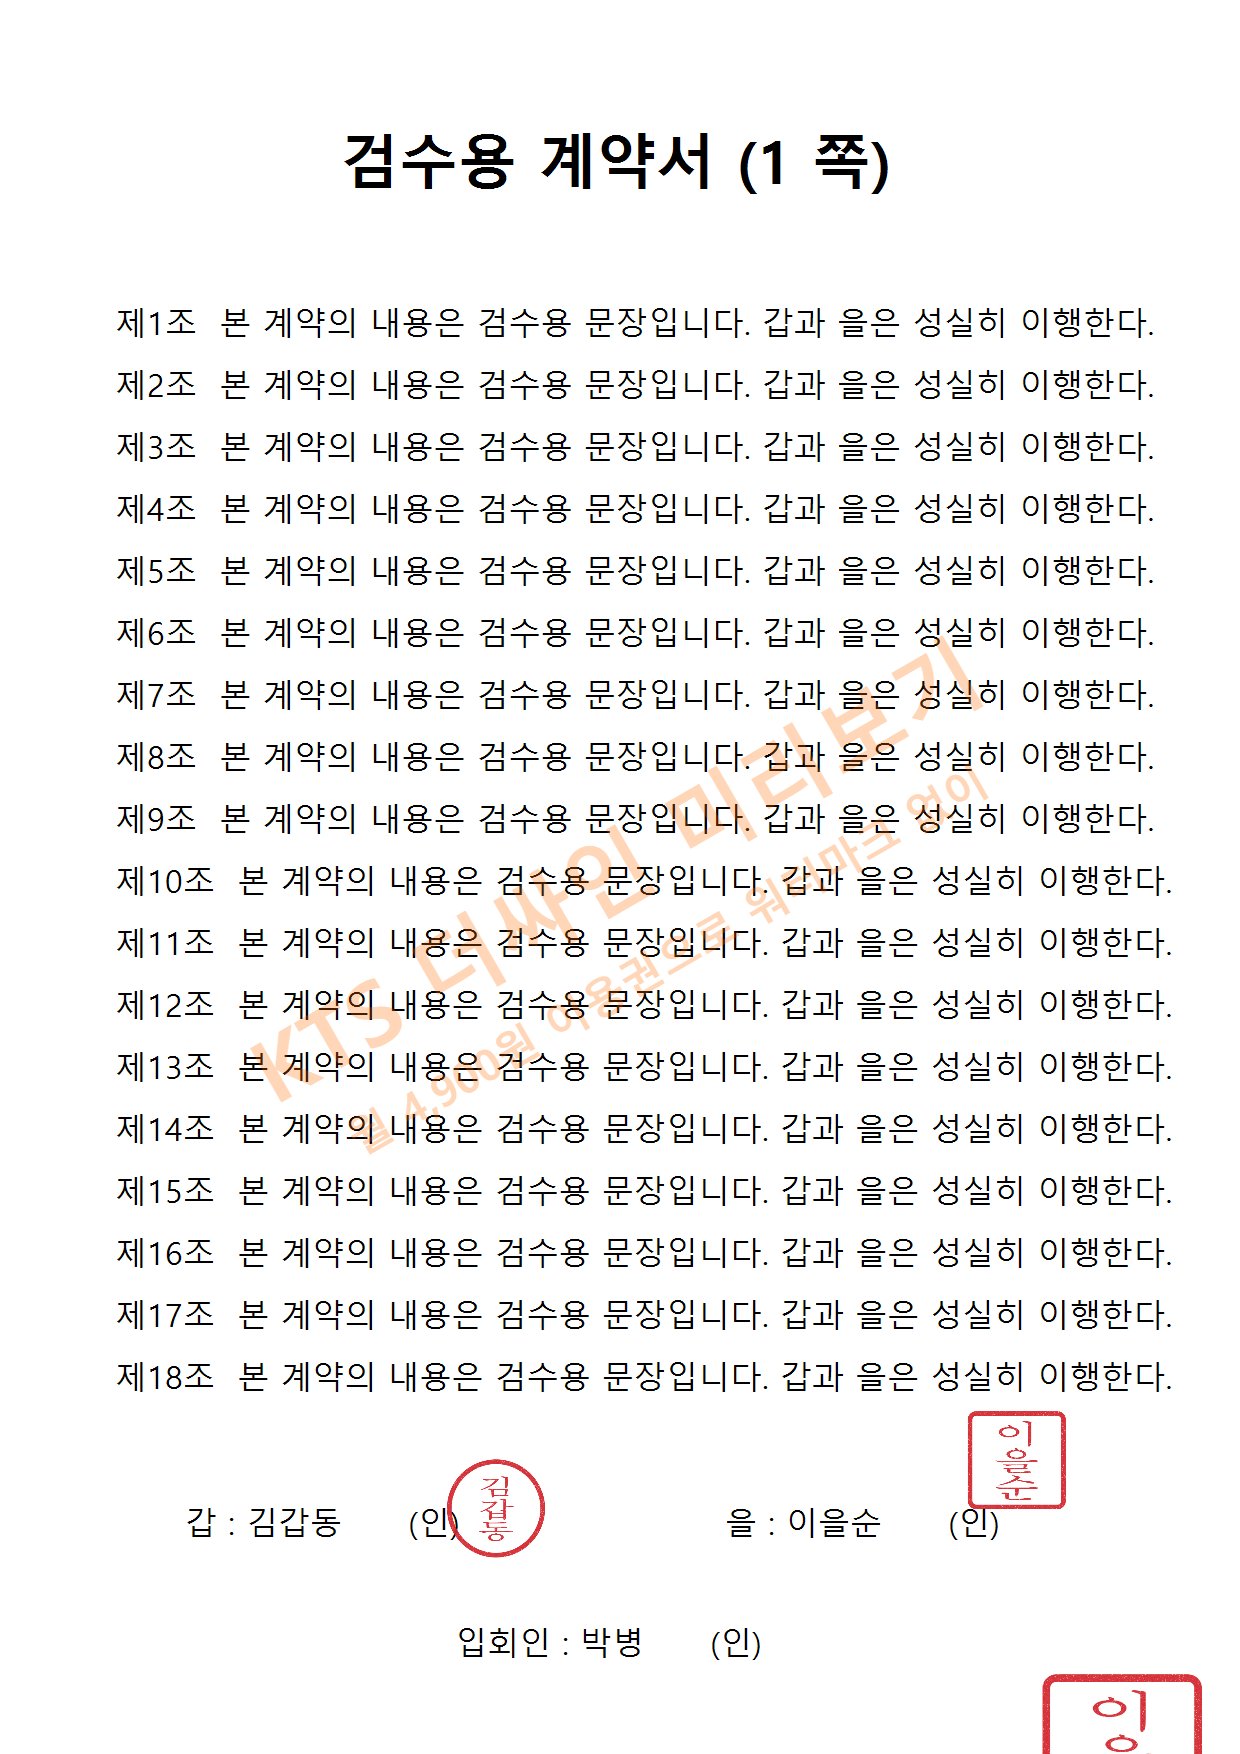 검수용 계약서 (1 쪽)
제1조 본 계약의 내용은 검수용 문장입니다. 갑과 을은 성실히 이행한다.
제2조 본 계약의 내용은 검수용 문장입니다. 갑과 을은 성실히 이행한다.
제3조 본 계약의 내용은 검수용 문장입니다. 갑과 을은 성실히 이행한다.
제4조 본 계약의 내용은 검수용 문장입니다. 갑과 을은 성실히 이행한다.
제5조 본 계약의 내용은 검수용 문장입니다. 갑과 을은 성실히 이행한다.
제6조 본 계약의 내용은 검수용 문장입니다. 갑과 을은 성실히 이행한다.
제7조 본 계약의 내용은 검수용 문장입니다. 갑과 을은 성실히 이행한다.
제8조 본 계약의 내용은 검수용 문장입니다. 갑과 을은 성실히 이행한다.
제9조 본 계약의 내용은 검수용 문장입니다. 갑과 을은 성실히 이행한다.
제10조 본 계약의 내용은 검수용 문장입니다. 갑과 을은 성실히 이행한다.
제11조 본 계약의 내용은 검수용 문장입니다. 갑과 을은 성실히 이행한다.
제12조 본 계약의 내용은 검수용 문장입니다. 갑과 을은 성실히 이행한다.
제13조 본 계약의 내용은 검수용 문장입니다. 갑과 을은 성실히 이행한다.
제14조 본 계약의 내용은 검수용 문장입니다. 갑과 을은 성실히 이행한다.
제15조 본 계약의 내용은 검수용 문장입니다. 갑과 을은 성실히 이행한다.
제16조 본 계약의 내용은 검수용 문장입니다. 갑과 을은 성실히 이행한다.
제17조 본 계약의 내용은 검수용 문장입니다. 갑과 을은 성실히 이행한다.
제18조 본 계약의 내용은 검수용 문장입니다. 갑과 을은 성실히 이행한다.
KTS 더싸인 미리보기
월 4,900원 이용권으로 워터마크 없이
갑 : 김갑동 (인)
김갑동
을 : 이을순 (인)
이을순
입회인 : 박병 (인)
이